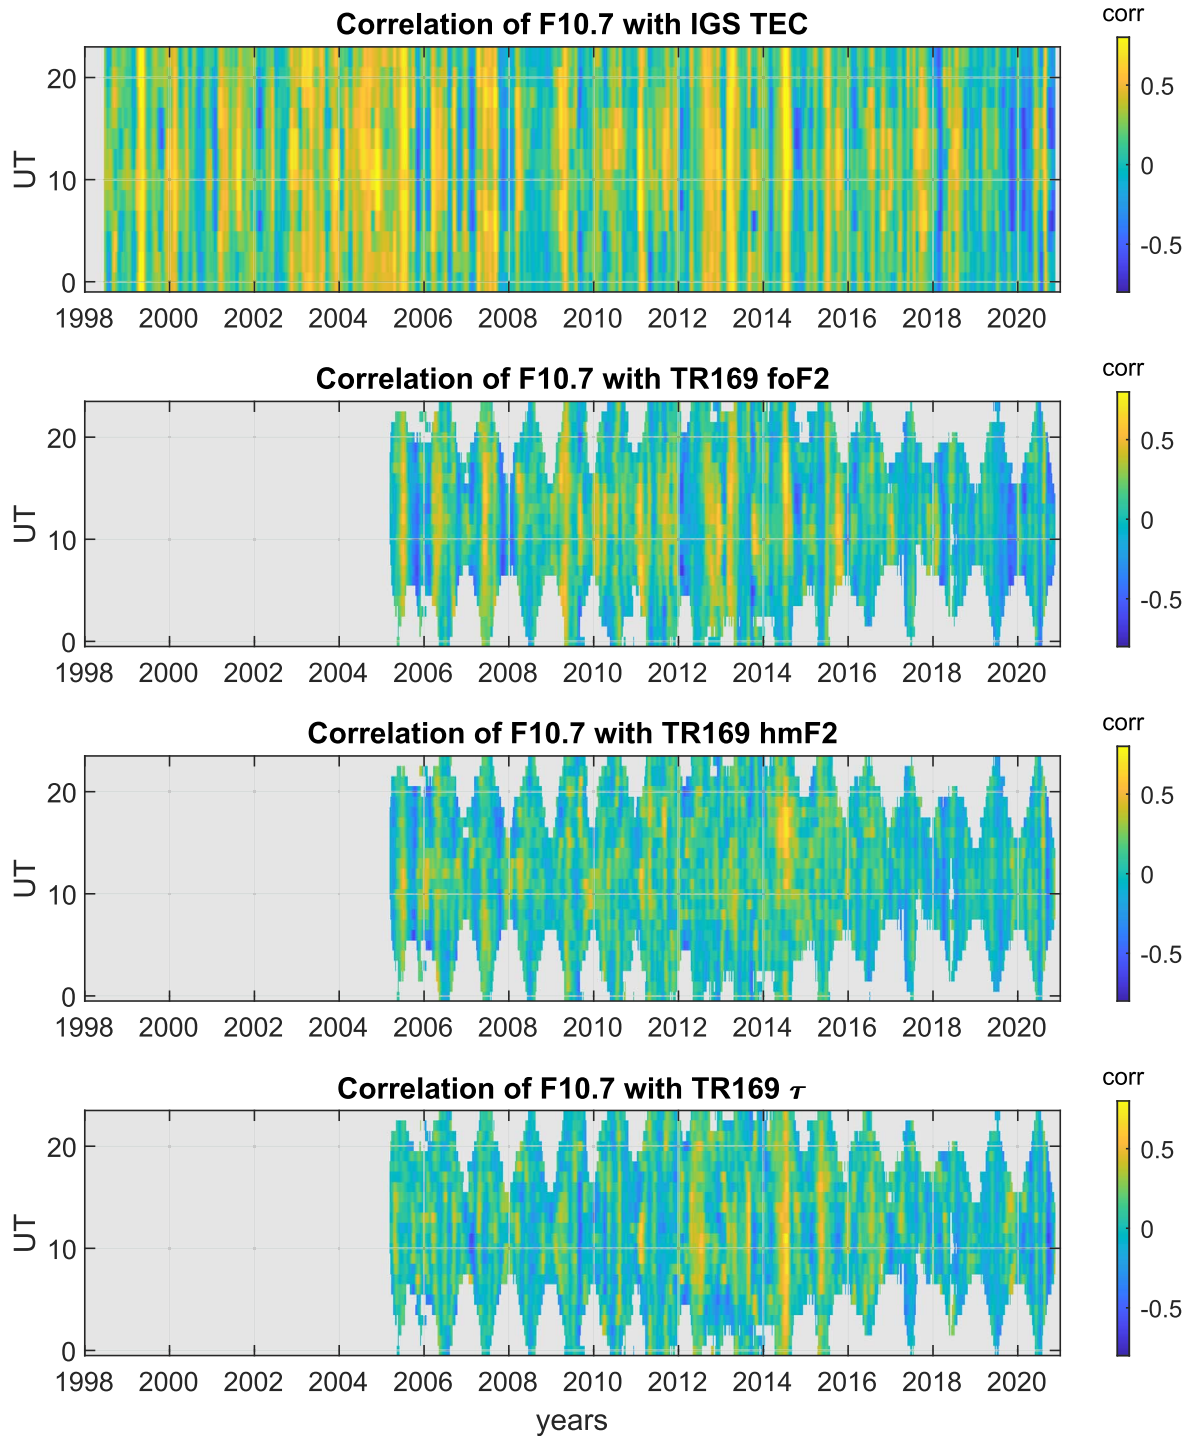 Correlation of F10.7 with IGS TEC
corr
UT
20
10
0
0.5
0
-0.5
1998 2000 2002 2004 2006 2008 2010 2012 2014 2016 2018 2020
Correlation of F10.7 with TR169 foF2
corr
UT
20
10
0
0.5
0
-0.5
1998 2000 2002 2004 2006 2008 2010 2012 2014 2016 2018 2020
Correlation of F10.7 with TR169 hmF2
corr
UT
20
10
0
0.5
0
-0.5
1998 2000 2002 2004 2006 2008 2010 2012 2014 2016 2018 2020
Correlation of F10.7 with TR169 τ
corr
UT
20
10
0
0.5
0
-0.5
1998 2000 2002 2004 2006 2008 2010 2012 2014 2016 2018 2020
years